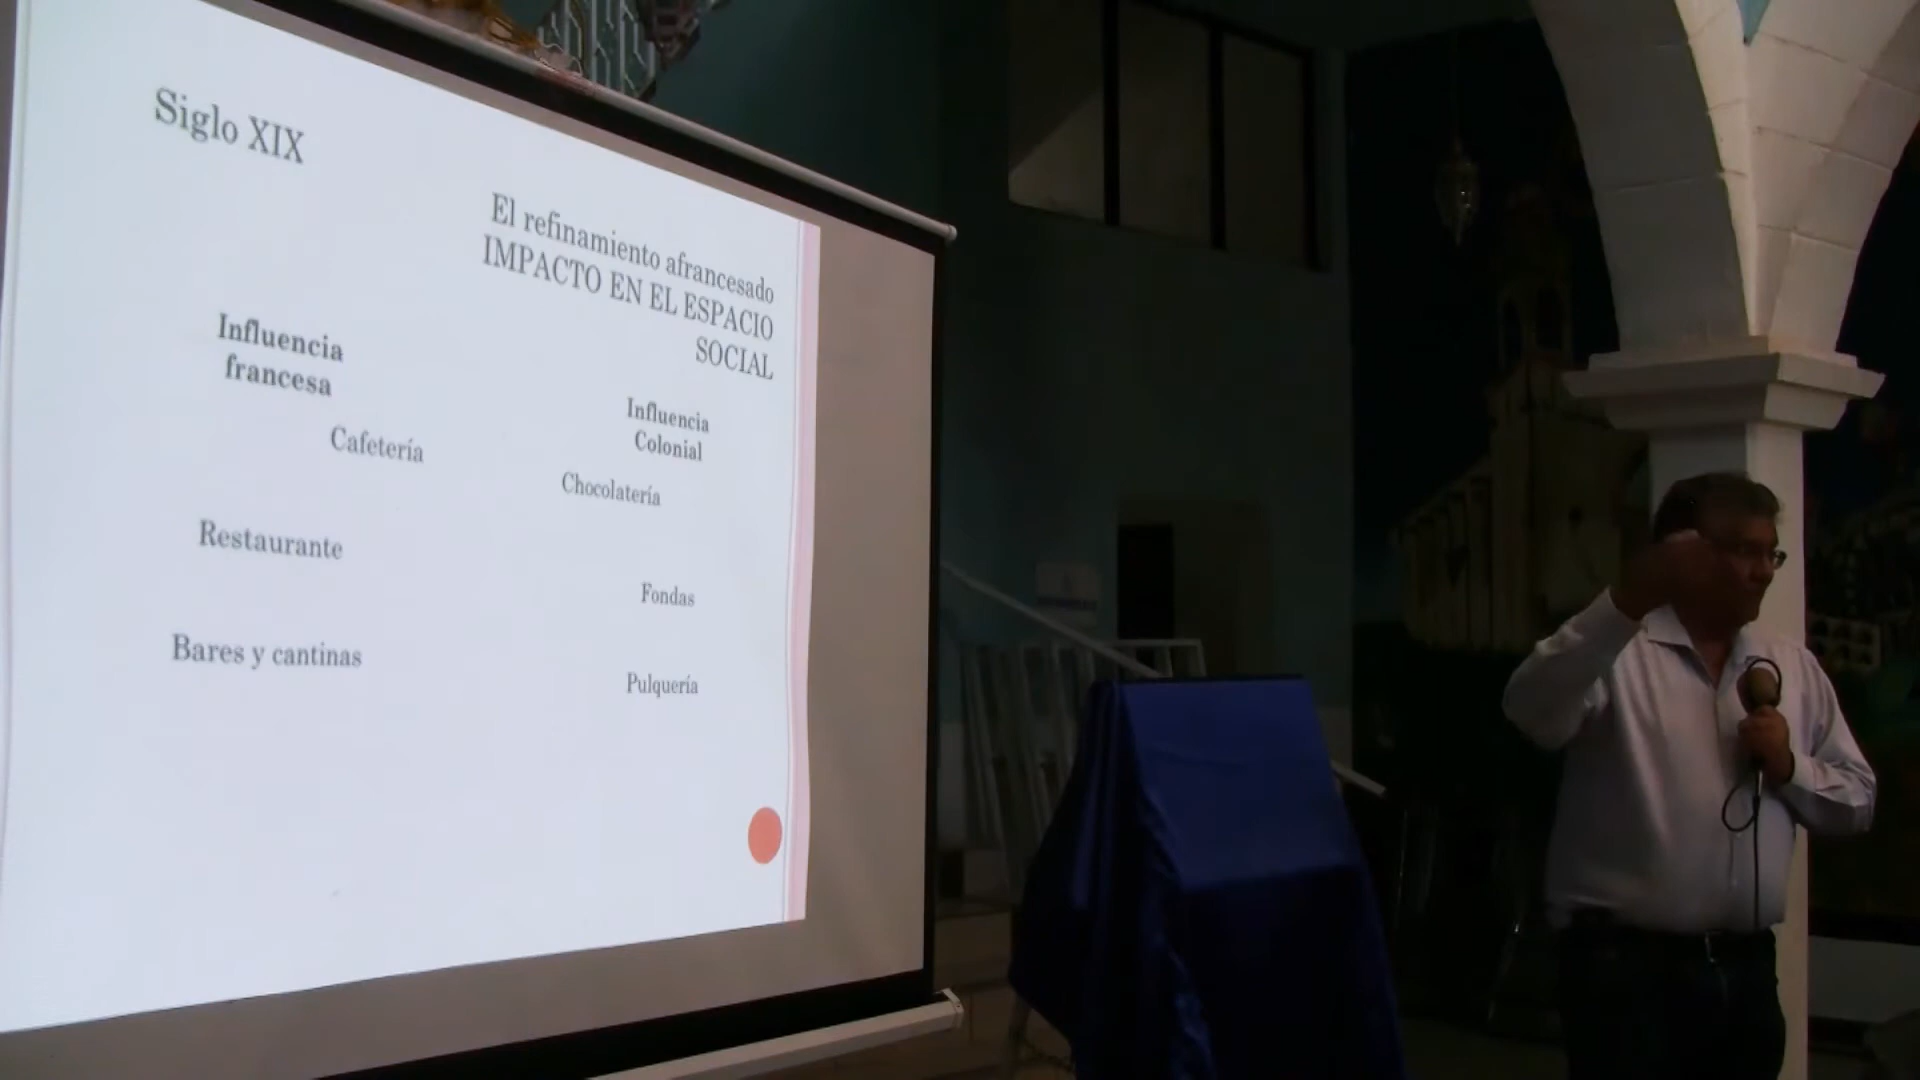 Siglo XIX
El refinamiento afrancesado
IMPACTO EN EL ESPACIO
SOCIAL
Influencia
francesa
Influencia
Colonial
Cafetería
Chocolatería
Restaurante
Fondas
Bares y cantinas
Pulquería